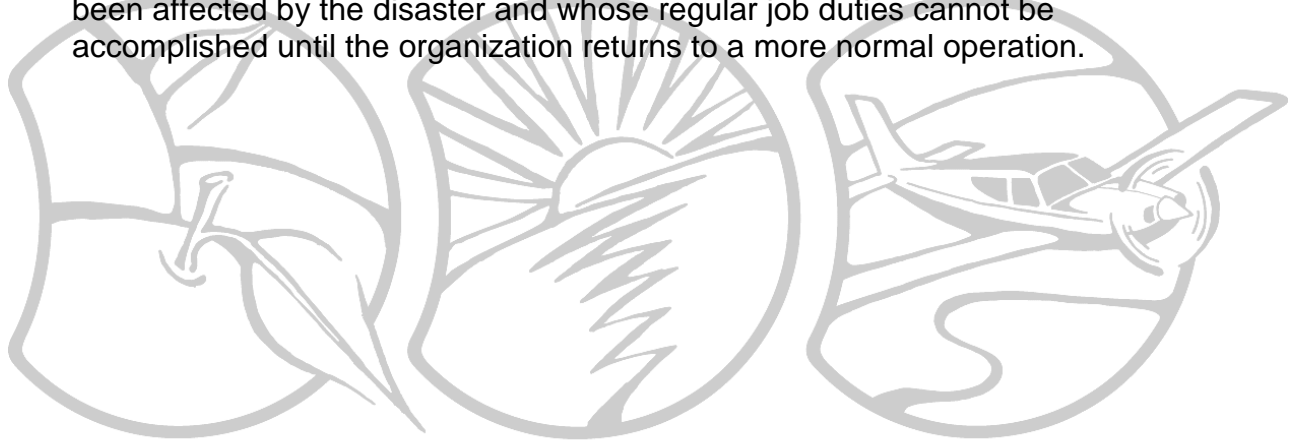 been affected by the disaster and whose regular job duties cannot be
accomplished until the organization returns to a more normal operation.